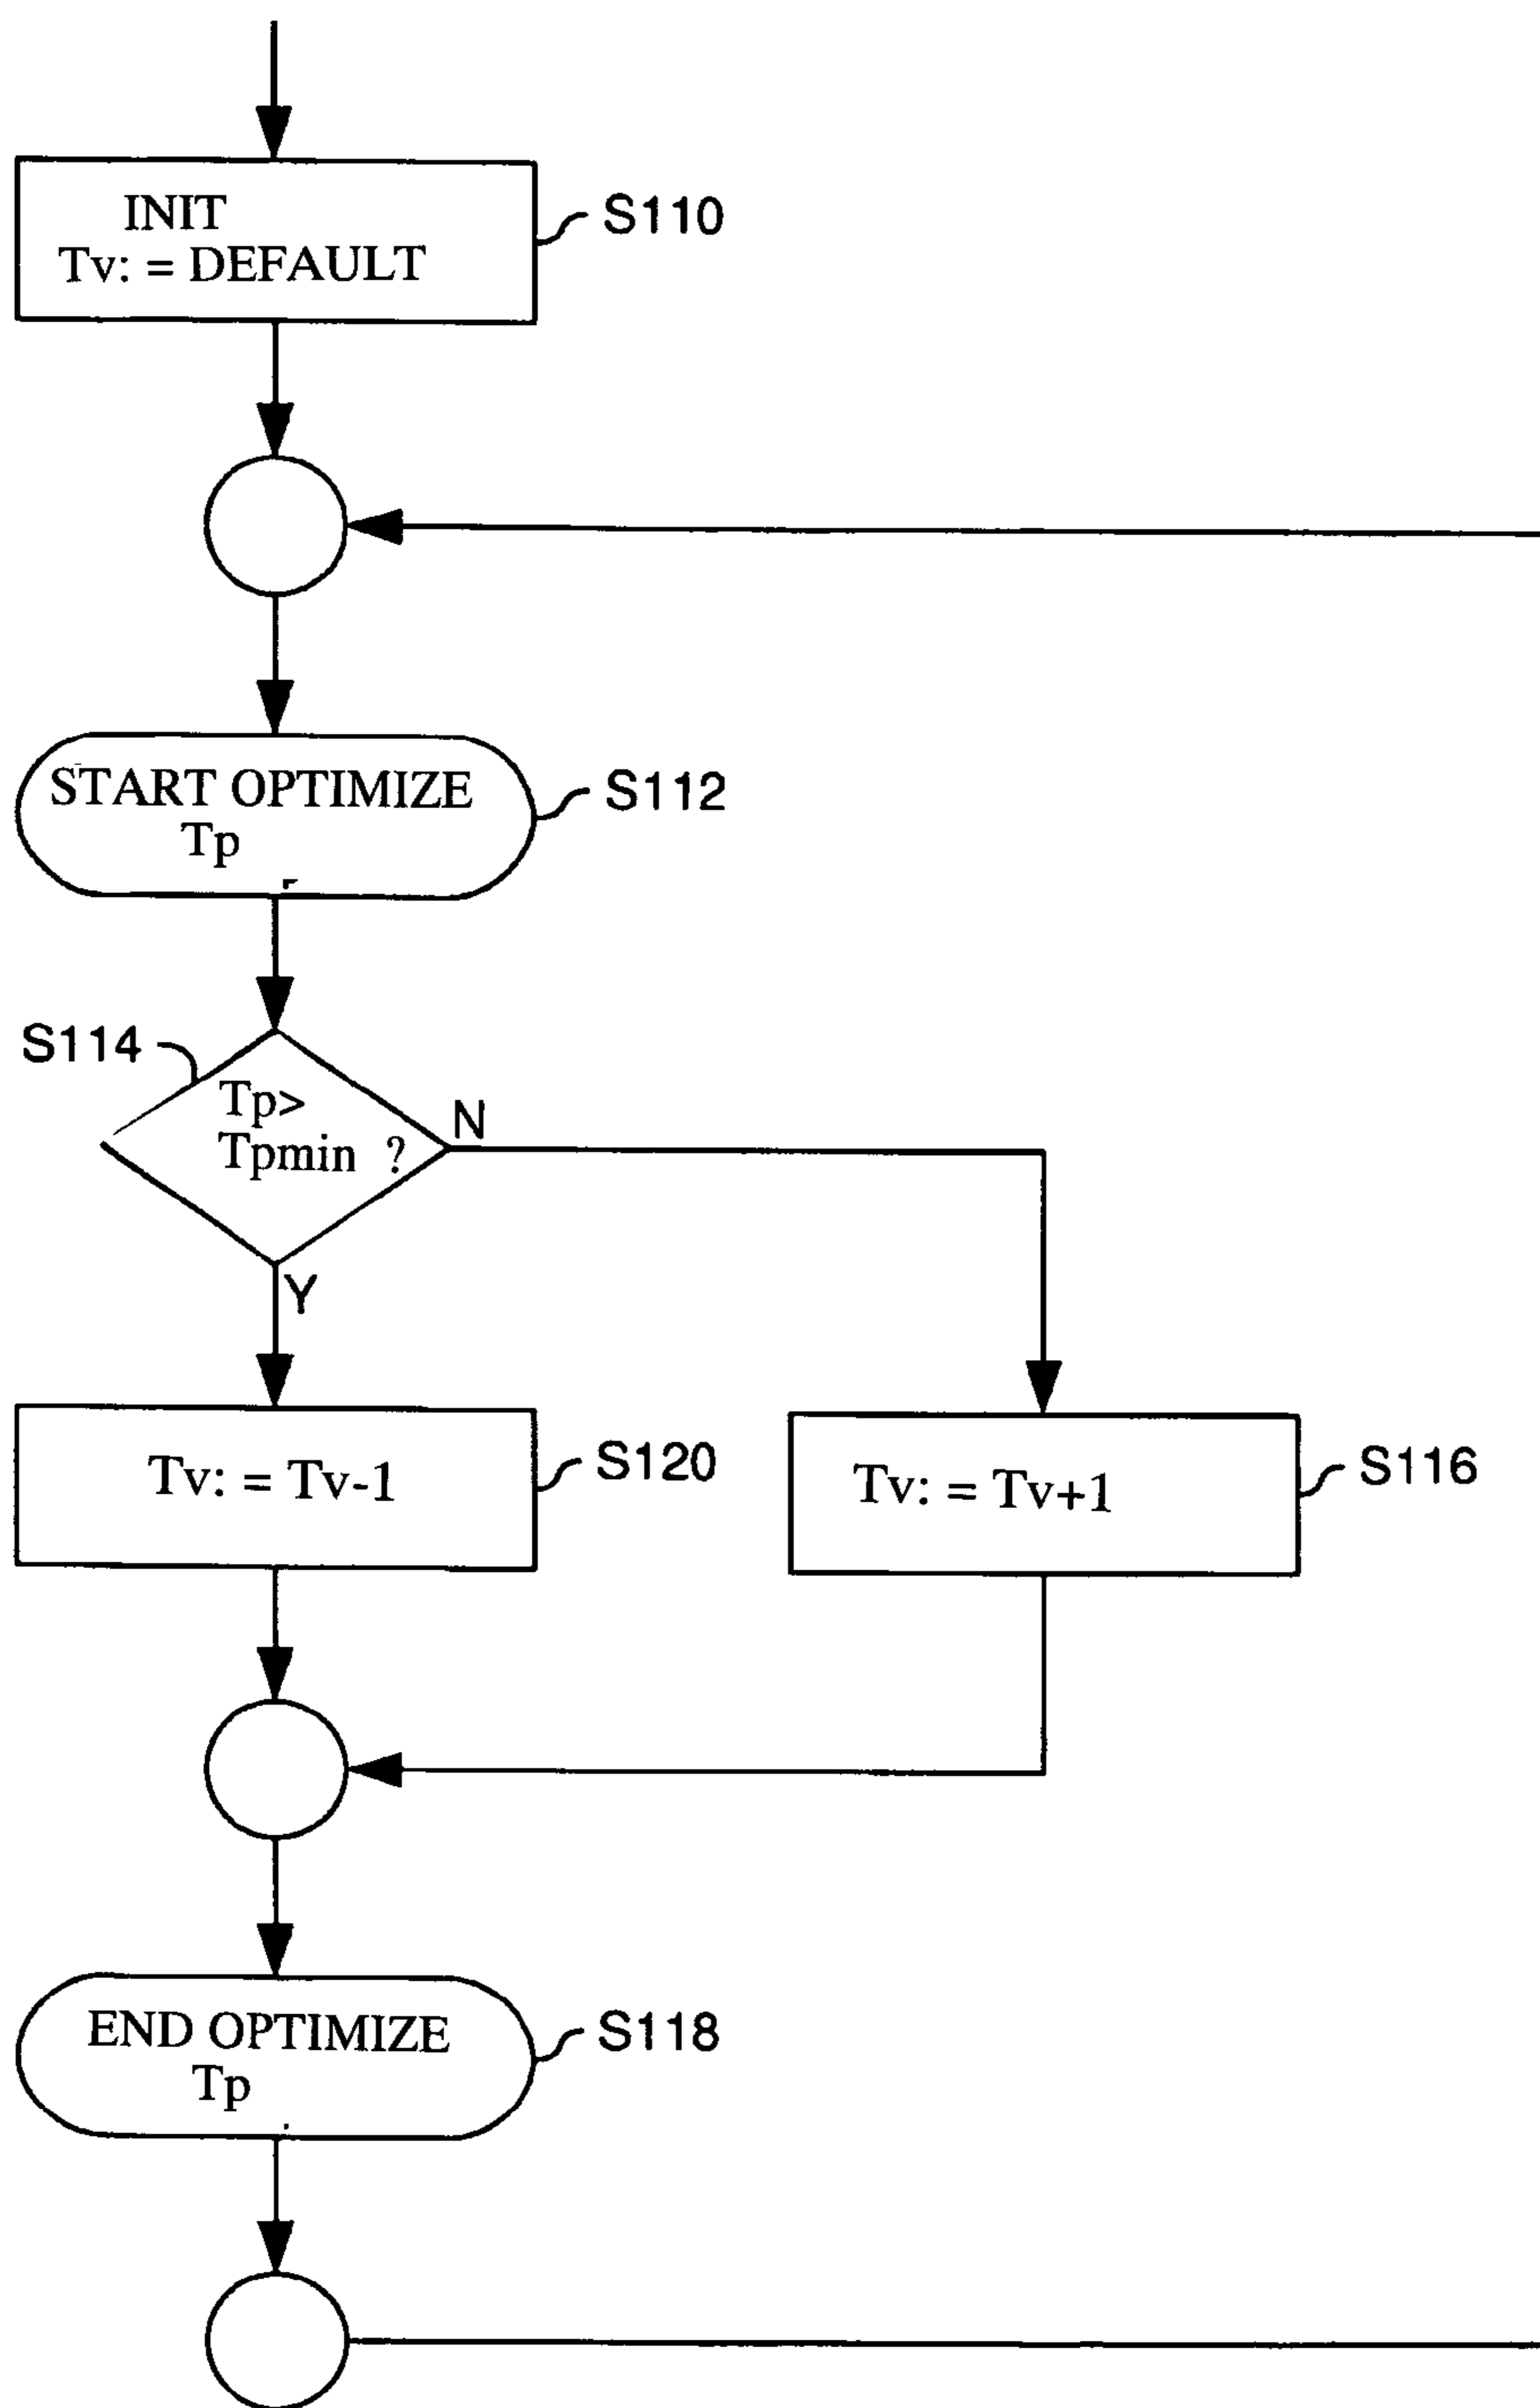 INIT
Tv: = DEFAULT
S110
START OPTIMIZE
Tp
S112
S114
Tp>
Tpmin ?
N
Y
Tv: = Tv-1
S120
Tv: = Tv+1
S116
END OPTIMIZE
Tp
S118